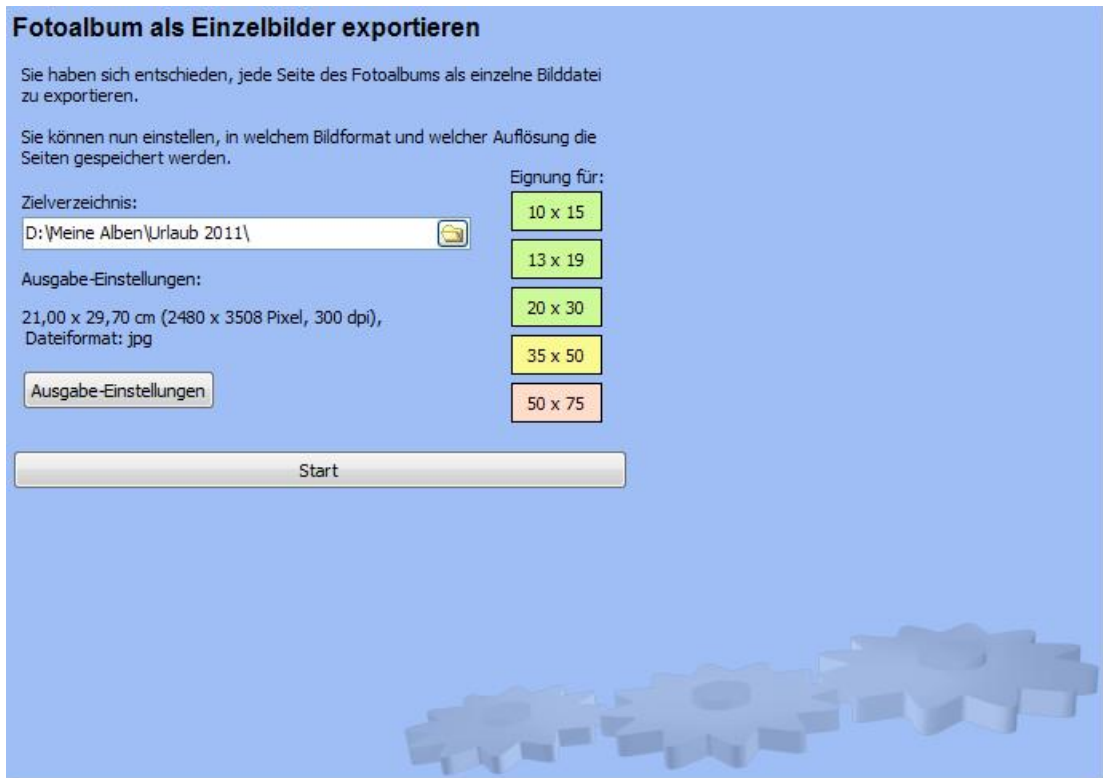 Fotoalbum als Einzelbilder exportieren
Sie haben sich entschieden, jede Seite des Fotoalbums als einzelne Bilddatei
zu exportieren.
Sie können nun einstellen, in welchem Bildformat und welcher Auflösung die
Seiten gespeichert werden.
Zielverzeichnis:
D:\Meine Alben\Urlaub 2011\
Ausgabe-Einstellungen:
21,00 x 29,70 cm (2480 x 3508 Pixel, 300 dpi),
Dateiformat: jpg
Ausgabe-Einstellungen
Eignung für:
10 x 15
13 x 19
20 x 30
35 x 50
50 x 75
Start